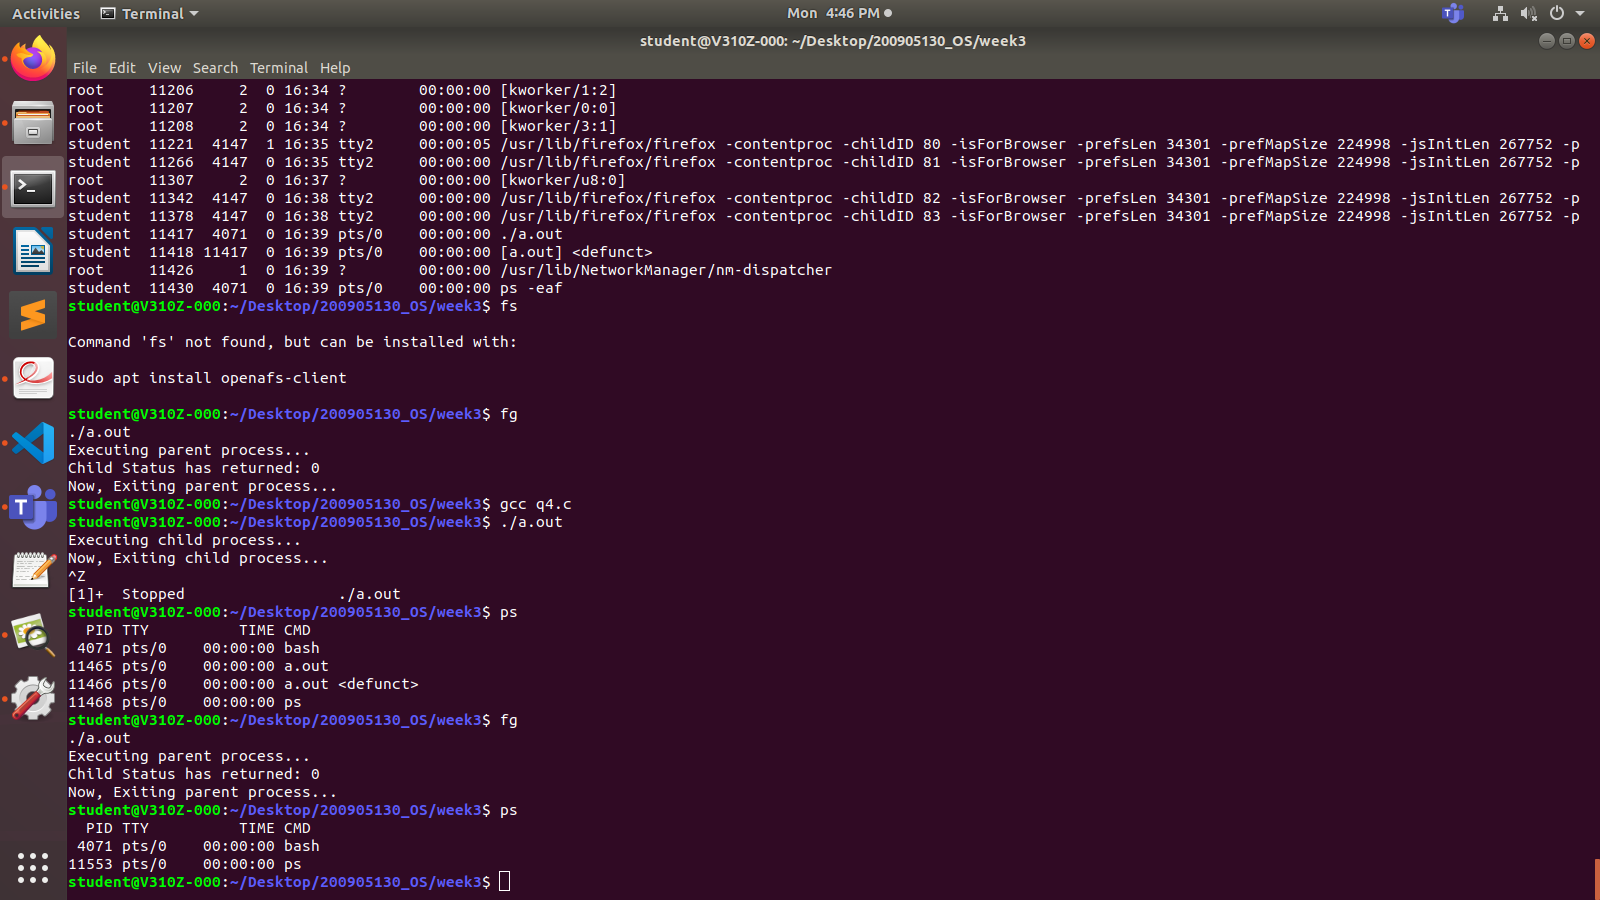 Activities Terminal Mon 4:46 PM
student@V310Z-000: ~/Desktop/200905130_OS/week3
File Edit View Search Terminal Help
root     11206     2  0 16:34 ?        00:00:00 [kworker/1:2]
root     11207     2  0 16:34 ?        00:00:00 [kworker/0:0]
root     11208     2  0 16:34 ?        00:00:00 [kworker/3:1]
student  11221  4147  1 16:35 tty2     00:00:05 /usr/lib/firefox/firefox -contentproc -childID 80 -isForBrowser -prefsLen 34301 -prefMapSize 224998 -jsInitLen 267752 -p
student  11266  4147  0 16:35 tty2     00:00:00 /usr/lib/firefox/firefox -contentproc -childID 81 -isForBrowser -prefsLen 34301 -prefMapSize 224998 -jsInitLen 267752 -p
root     11307     2  0 16:37 ?        00:00:00 [kworker/u8:0]
student  11342  4147  0 16:38 tty2     00:00:00 /usr/lib/firefox/firefox -contentproc -childID 82 -isForBrowser -prefsLen 34301 -prefMapSize 224998 -jsInitLen 267752 -p
student  11378  4147  0 16:38 tty2     00:00:00 /usr/lib/firefox/firefox -contentproc -childID 83 -isForBrowser -prefsLen 34301 -prefMapSize 224998 -jsInitLen 267752 -p
student  11417  4071  0 16:39 pts/0    00:00:00 ./a.out
student  11418 11417  0 16:39 pts/0    00:00:00 [a.out] <defunct>
root     11426     1  0 16:39 ?        00:00:00 /usr/lib/NetworkManager/nm-dispatcher
student  11430  4071  0 16:39 pts/0    00:00:00 ps -eaf
student@V310Z-000:~/Desktop/200905130_OS/week3$ fs
Command 'fs' not found, but can be installed with:
sudo apt install openafs-client
student@V310Z-000:~/Desktop/200905130_OS/week3$ fg
./a.out
Executing parent process...
Child Status has returned: 0
Now, Exiting parent process...
student@V310Z-000:~/Desktop/200905130_OS/week3$ gcc q4.c
student@V310Z-000:~/Desktop/200905130_OS/week3$ ./a.out
Executing child process...
Now, Exiting child process...
^Z
[1]+  Stopped                 ./a.out
student@V310Z-000:~/Desktop/200905130_OS/week3$ ps
  PID TTY          TIME CMD
 4071 pts/0    00:00:00 bash
11465 pts/0    00:00:00 a.out
11466 pts/0    00:00:00 a.out <defunct>
11468 pts/0    00:00:00 ps
student@V310Z-000:~/Desktop/200905130_OS/week3$ fg
./a.out
Executing parent process...
Child Status has returned: 0
Now, Exiting parent process...
student@V310Z-000:~/Desktop/200905130_OS/week3$ ps
  PID TTY          TIME CMD
 4071 pts/0    00:00:00 bash
11553 pts/0    00:00:00 ps
student@V310Z-000:~/Desktop/200905130_OS/week3$